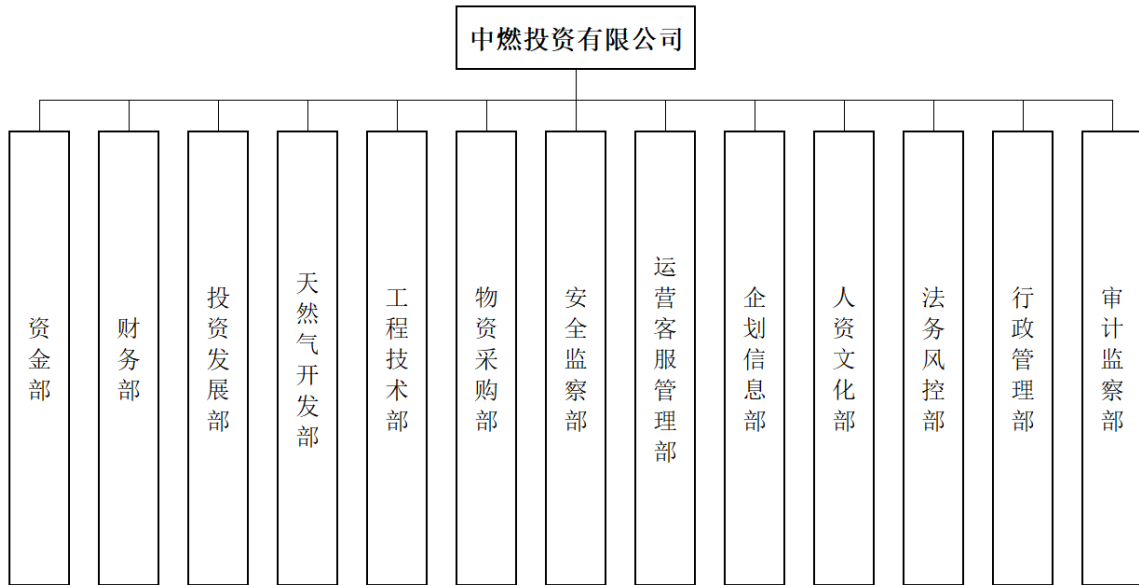 中燃投资有限公司
资金部
财务部
投资发展部
天然气开发部
工程技术部
物资采购部
安全监察部
运营客服管理部
企划信息部
人资文化部
法务风控部
行政管理部
审计监察部